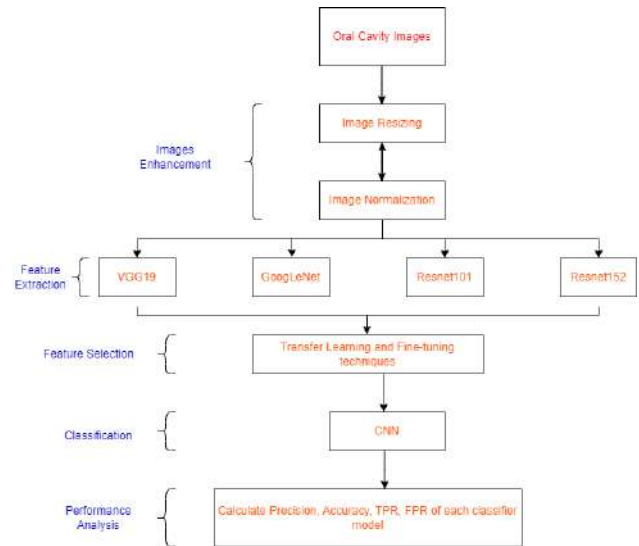 Oral Cavity Images
Images
Enhancement
Image Resizing
Image Normalization
Feature
Extraction
VGG19
GoogLeNet
Resnet101
Resnet152
Feature Selection
Transfer Learning and Fine-tuning
techniques
Classification
CNN
Performance
Analysis
Calculate Precision, Accuracy, TPR, FPR of each classifier
model